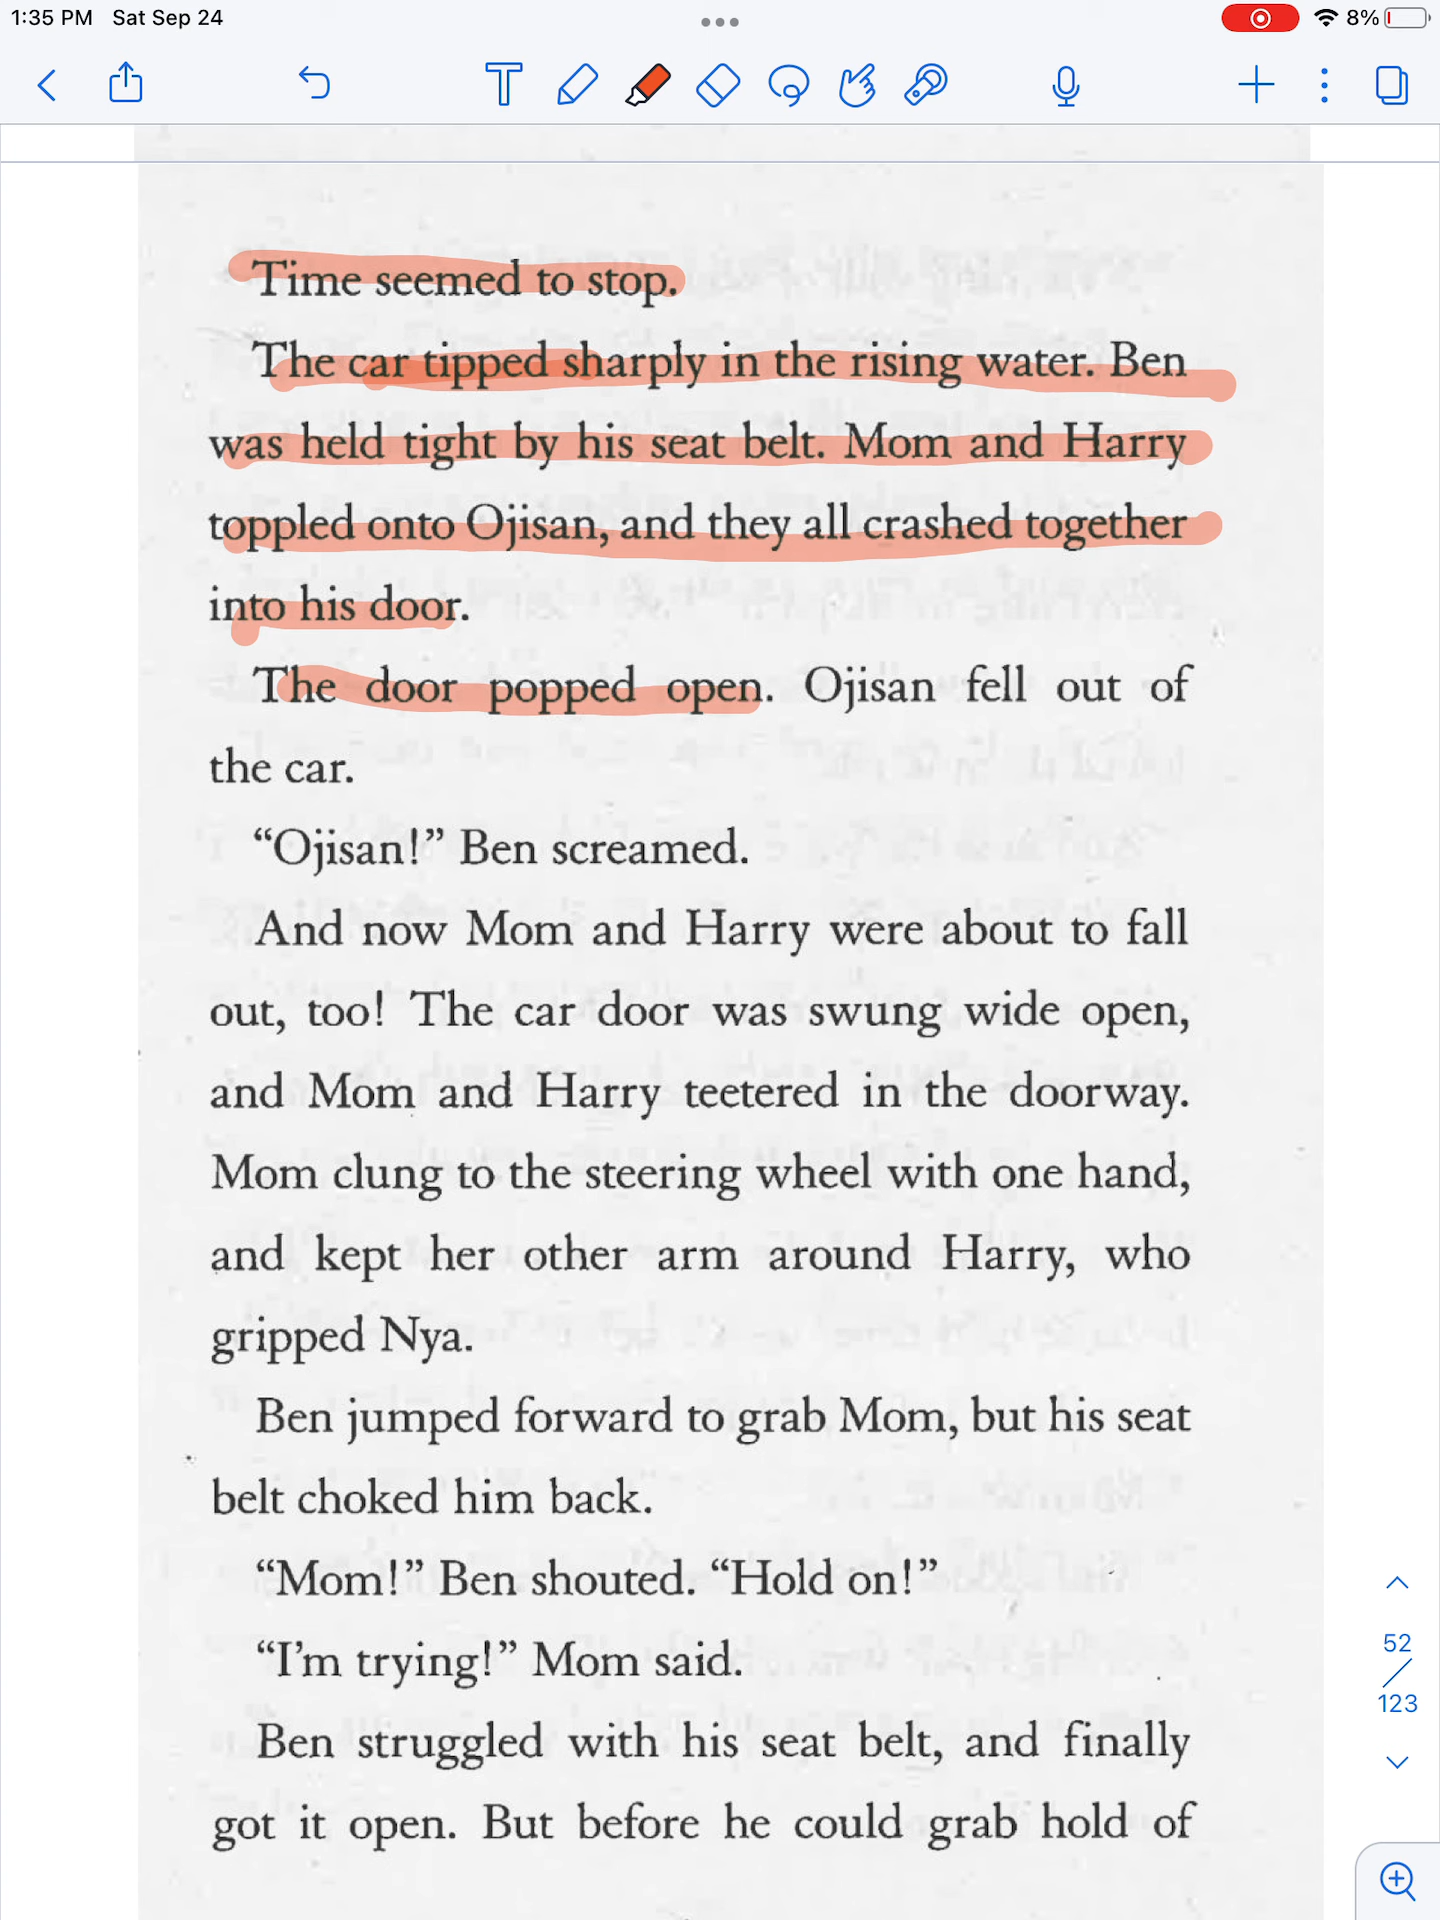 1:35 PM Sat Sep 24
8%
Time seemed to stop.
The car tipped sharply in the rising water. Ben
was held tight by his seat belt. Mom and Harry
toppled onto Ojisan, and they all crashed together
into his door.
The door popped open. Ojisan fell out of
the car.
“Ojisan!” Ben screamed.
And now Mom and Harry were about to fall
out, too! The car door was swung wide open,
and Mom and Harry teetered in the doorway.
Mom clung to the steering wheel with one hand,
and kept her other arm around Harry, who
gripped Nya.
Ben jumped forward to grab Mom, but his seat
belt choked him back.
“Mom!” Ben shouted. “Hold on!”
“I’m trying!” Mom said.
Ben struggled with his seat belt, and finally
got it open. But before he could grab hold of
52
/
123